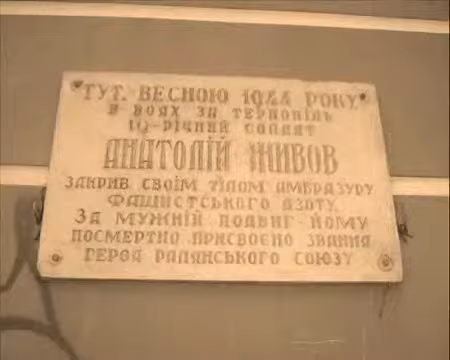 ТУТ, ВЕСНОЮ 1944 РОКУ
В БОЯХ ЗА ТЕРНОПІЛЬ
19-РІЧНИЙ СОЛДАТ
АНАТОЛІЙ ЖИВОВ
ЗАКРИВ СВОЇМ ТІЛОМ АМБРАЗУРУ
ФАШИСТСЬКОГО ДЗОТУ.
ЗА МУЖНІЙ ПОДВИГ ЙОМУ
ПОСМЕРТНО ПРИСВОЄНО ЗВАННЯ
ГЕРОЯ РАДЯНСЬКОГО СОЮЗУ